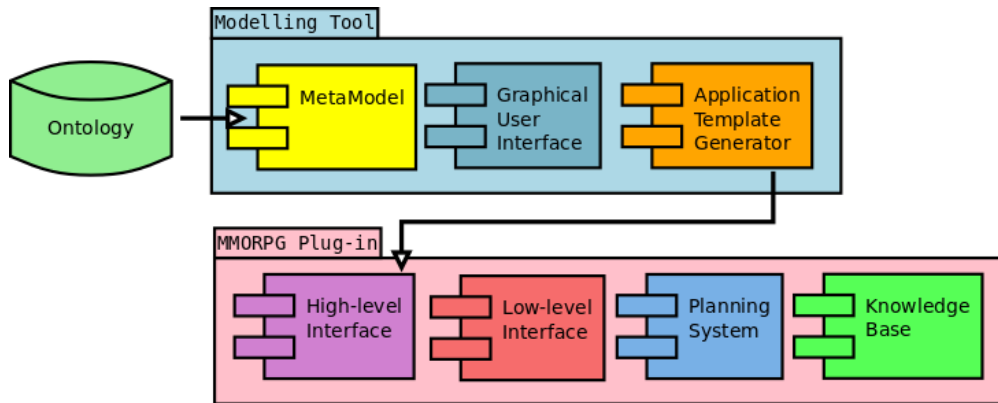 Modelling Tool
Ontology
MetaModel
Graphical
User
Interface
Application
Template
Generator
MMORPG Plug-in
High-level
Interface
Low-level
Interface
Planning
System
Knowledge
Base